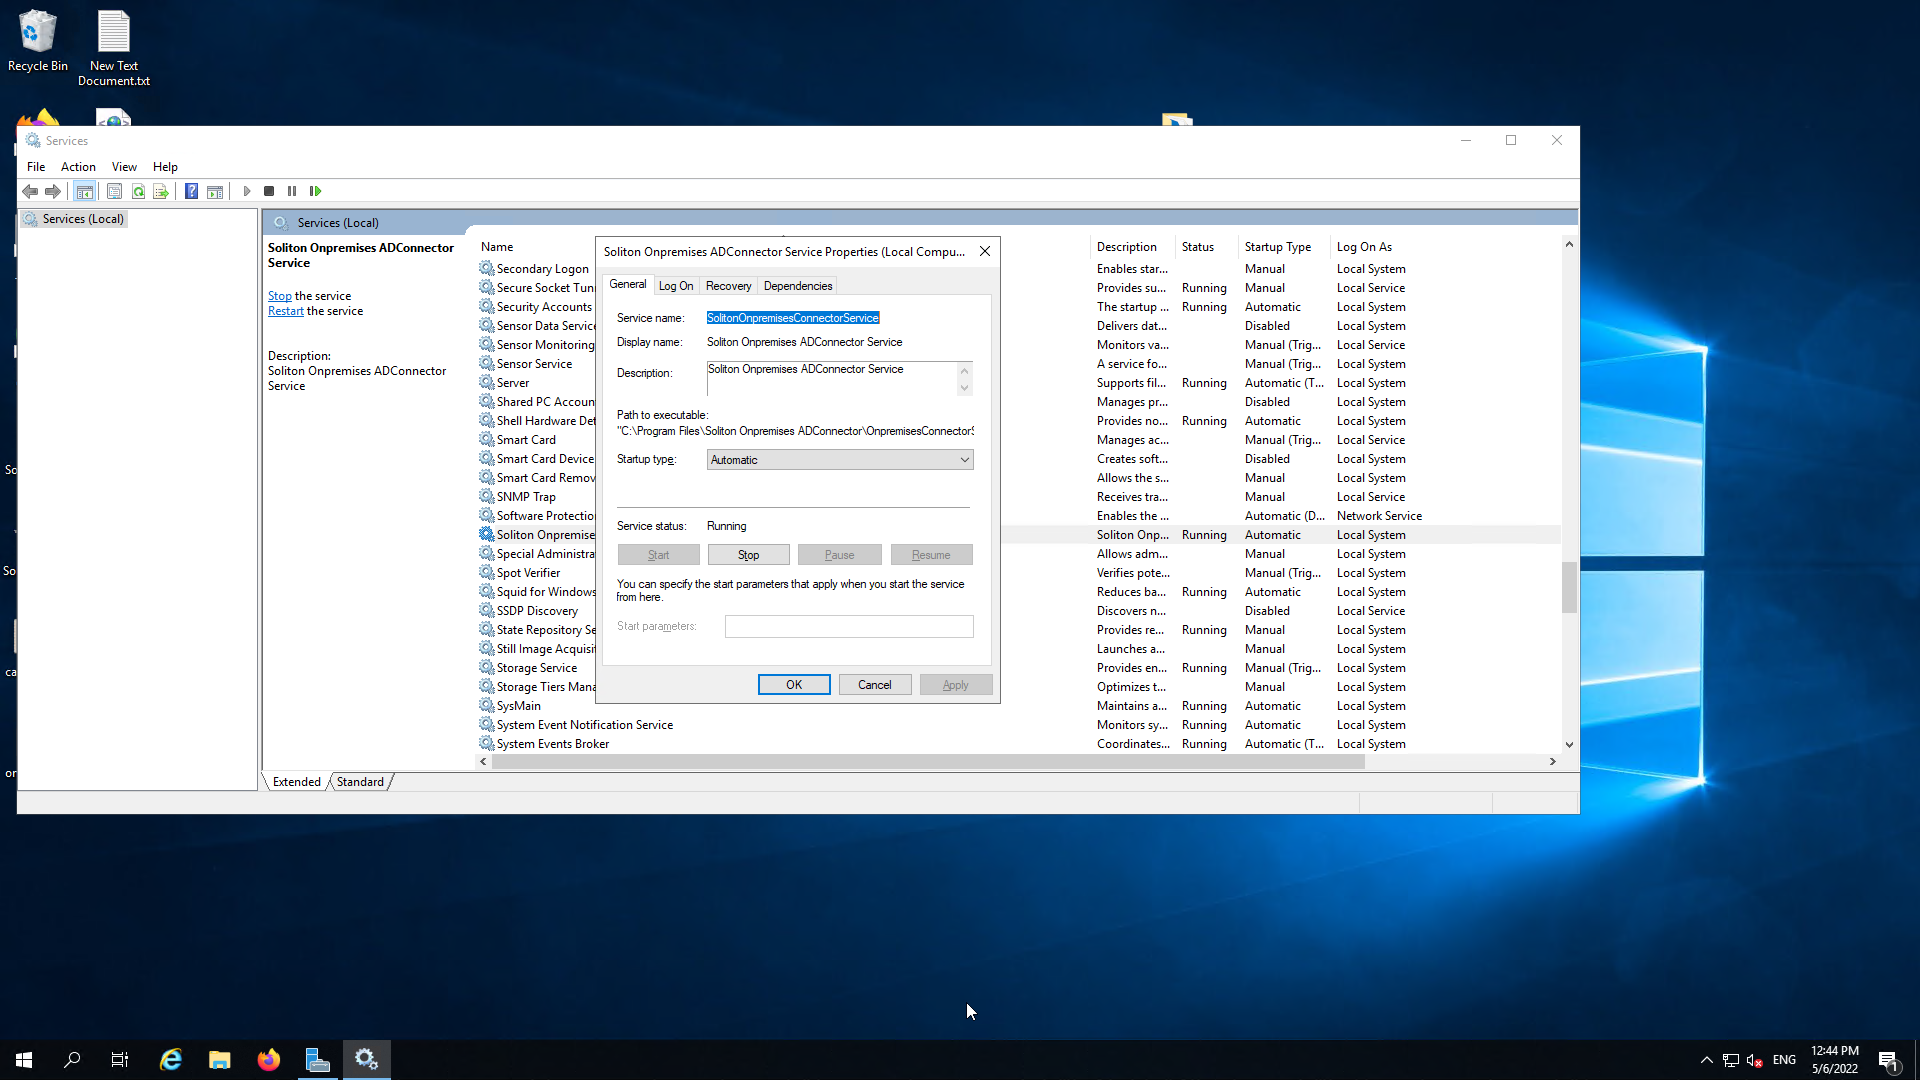 Recycle Bin
New Text
Document.txt
So
So
ca
or
Services
File Action View Help
Services (Local)
Services (Local)
Soliton Onpremises ADConnector
Service
Stop the service
Restart the service
Description:
Soliton Onpremises ADConnector
Service
Name Description Status Startup Type Log On As
Secondary Logon Enables star... Manual Local System
Secure Socket Tun Provides su... Running Manual Local Service
Security Accounts The startup ... Running Automatic Local System
Sensor Data Service Delivers dat... Disabled Local System
Sensor Monitoring Monitors va... Manual (Trig... Local Service
Sensor Service A service fo... Manual (Trig... Local System
Server Supports fil... Running Automatic (T... Local System
Shared PC Accoun Manages pr... Disabled Local System
Shell Hardware Det Provides no... Running Automatic Local System
Smart Card Manages ac... Manual (Trig... Local Service
Smart Card Device Creates soft... Disabled Local System
Smart Card Remov Allows the s... Manual Local System
SNMP Trap Receives tra... Manual Local Service
Software Protectio Enables the ... Automatic (D... Network Service
Soliton Onpremise Soliton Onp... Running Automatic Local System
Special Administra Allows adm... Manual Local System
Spot Verifier Verifies pote... Manual (Trig... Local System
Squid for Windows Reduces ba... Running Automatic Local System
SSDP Discovery Discovers n... Disabled Local Service
State Repository Se Provides re... Running Manual Local System
Still Image Acquisit Launches a... Manual Local System
Storage Service Provides en... Running Manual (Trig... Local System
Storage Tiers Mana Optimizes t... Manual Local System
SysMain Maintains a... Running Automatic Local System
System Event Notification Service Monitors sy... Running Automatic Local System
System Events Broker Coordinates... Running Automatic (T... Local System
Extended Standard
Soliton Onpremises ADConnector Service Properties (Local Compu...
General Log On Recovery Dependencies
Service name: SolitonOnpremisesConnectorService
Display name: Soliton Onpremises ADConnector Service
Description: Soliton Onpremises ADConnector Service
Path to executable:
"C:\Program Files\Soliton Onpremises ADConnector\OnpremisesConnectorS
Startup type: Automatic
Service status: Running
Start Stop Pause Resume
You can specify the start parameters that apply when you start the service
from here.
Start parameters:
OK Cancel Apply
ENG
12:44 PM
5/6/2022
1